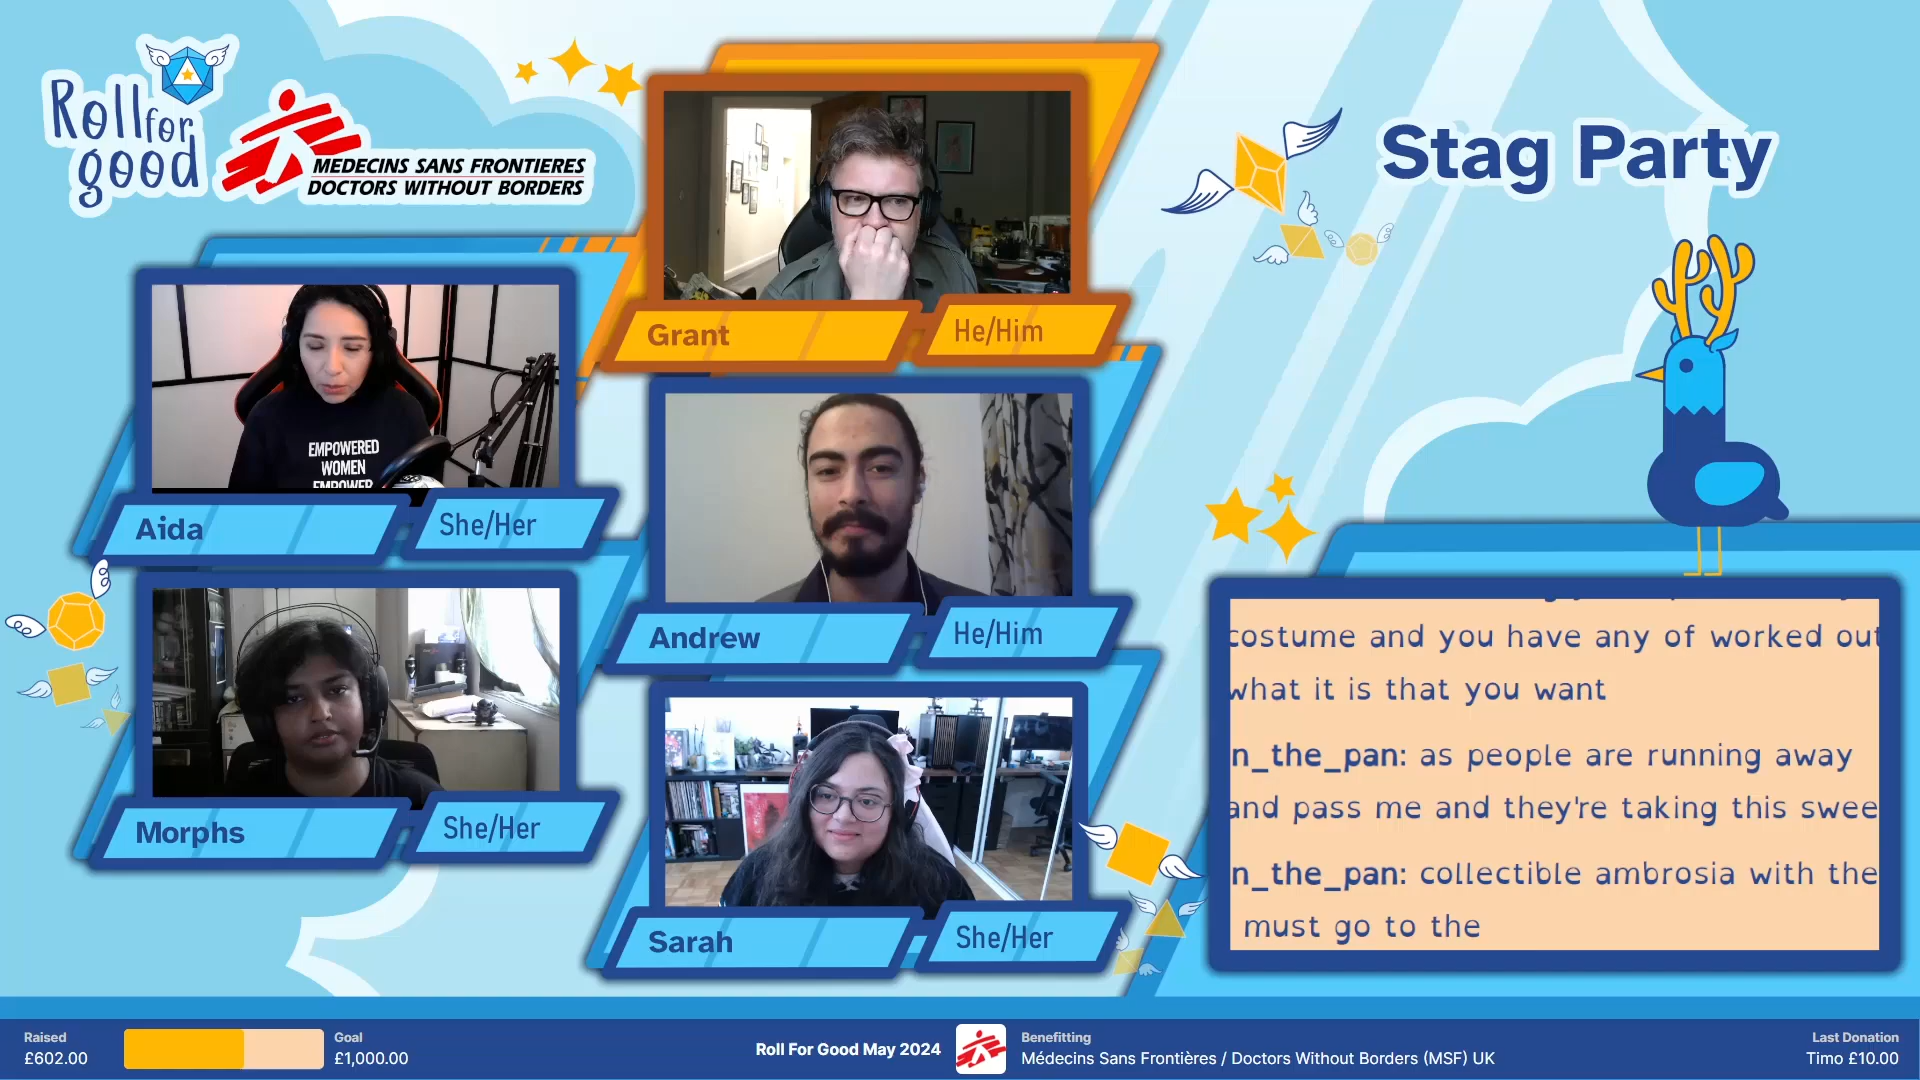 Roll for
good
MEDECINS SANS FRONTIERES
DOCTORS WITHOUT BORDERS
Stag Party
Grant
He/Him
EMPOWERED
WOMEN
EMPOWER
Aida
She/Her
Andrew
He/Him
Morphs
She/Her
Sarah
She/Her
costume and you have any of worked out
what it is that you want
n_the_pan: as people are running away
and pass me and they're taking this swee
n_the_pan: collectible ambrosia with the
must go to the
Raised
£602.00
Goal
£1,000.00
Roll For Good May 2024
Benefitting
Médecins Sans Frontières / Doctors Without Borders (MSF) UK
Last Donation
Timo £10.00